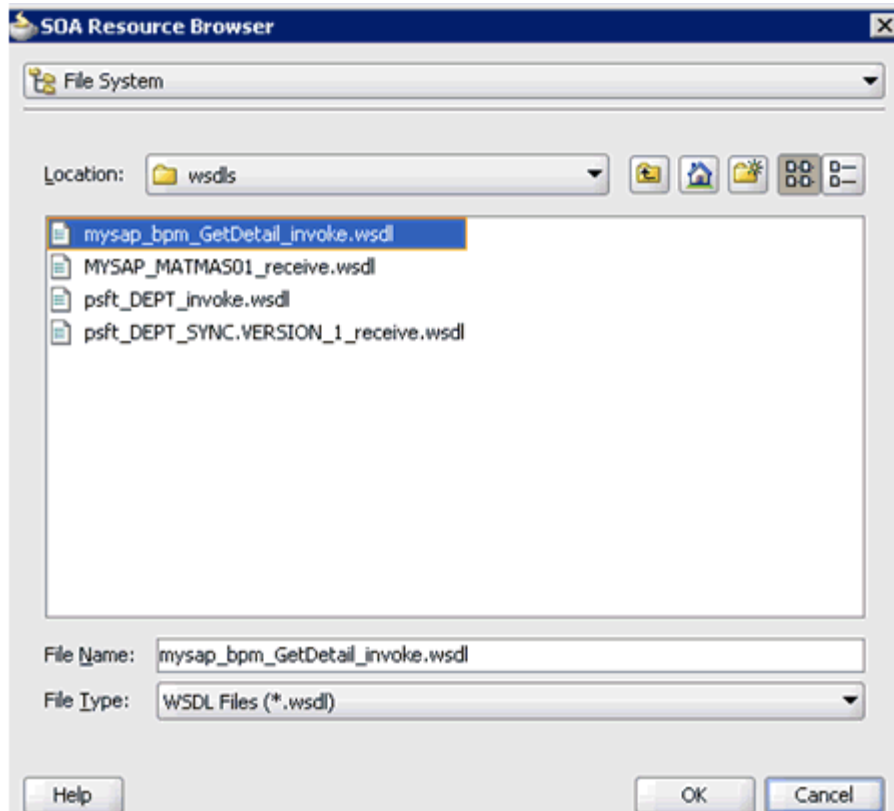 SOA Resource Browser
File System
Location: wsdls
mysap_bpm_GetDetail_invoke.wsdl
MYSAP_MATMAS01_receive.wsdl
psft_DEPT_invoke.wsdl
psft_DEPT_SYNC.VERSION_1_receive.wsdl
File Name: mysap_bpm_GetDetail_invoke.wsdl
File Type: WSDL Files (*.wsdl)
Help OK Cancel